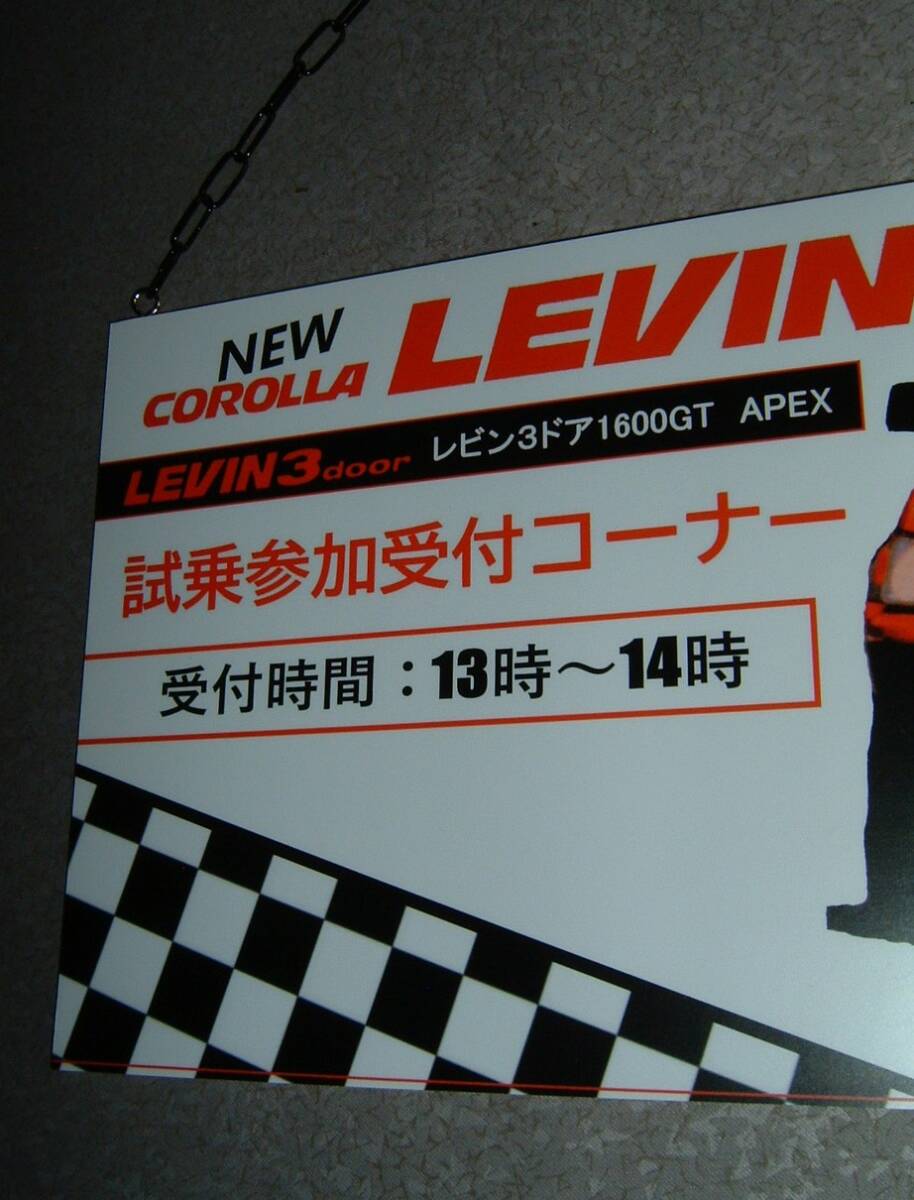 NEW
COROLLA LEVIN
LEVIN3door レビン3ドア1600GT APEX
試乗参加受付コーナー
受付時間：13時～14時